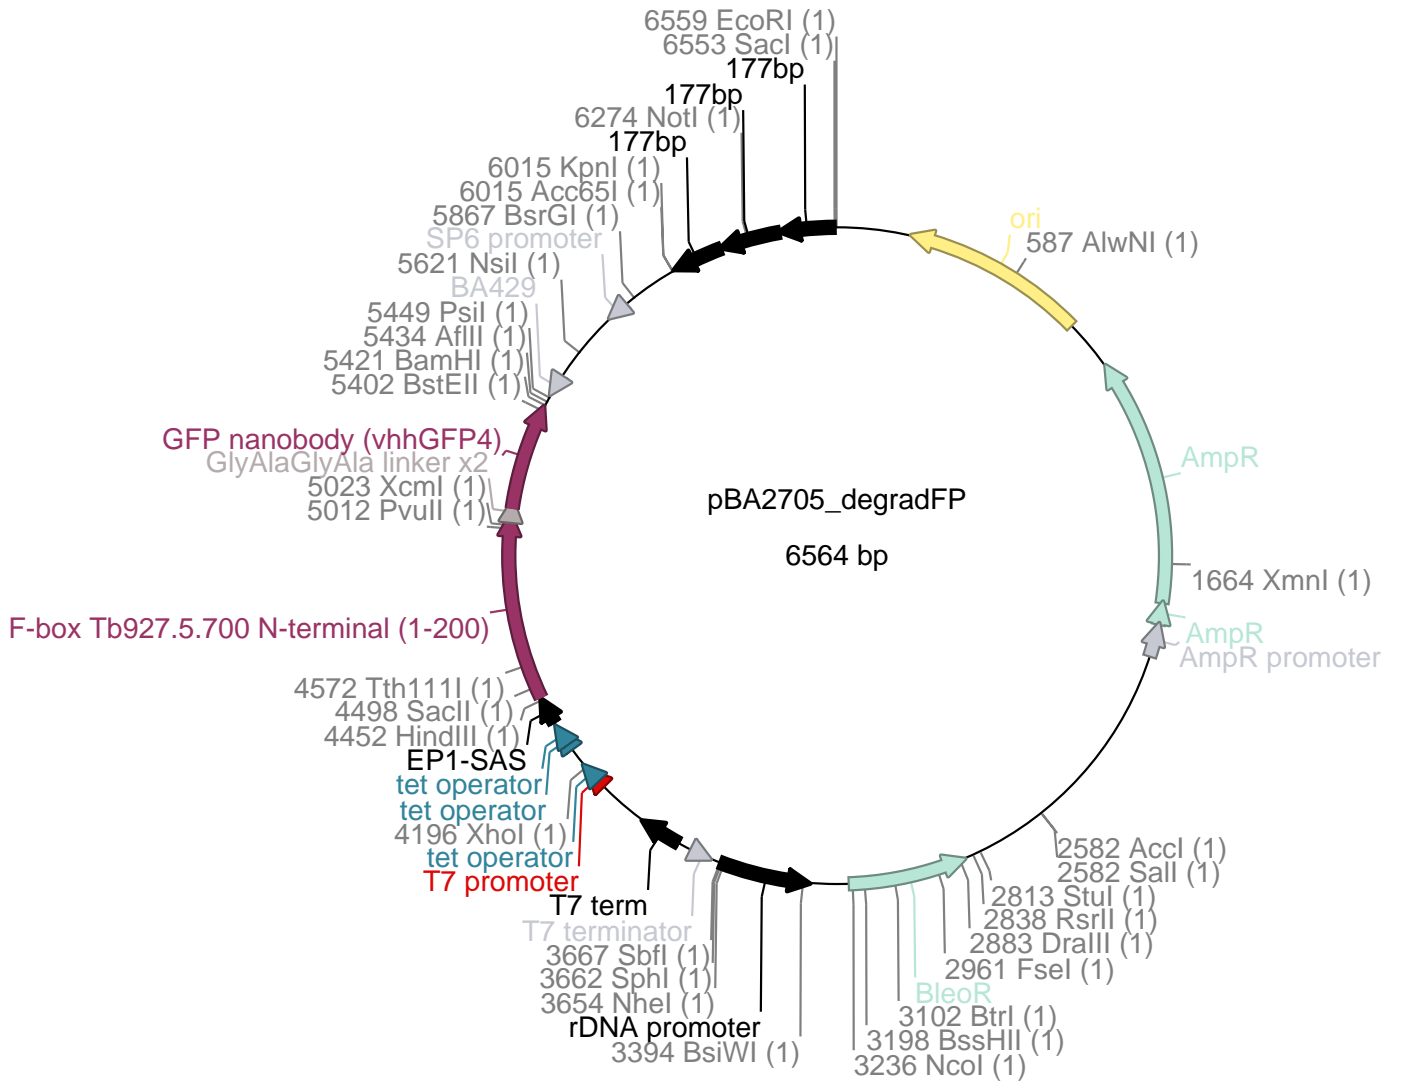 6559 EcoRI (1)
6553 SacI (1)
177bp
177bp
6274 NotI (1)
177bp
6015 KpnI (1)
6015 Acc65I (1)
5867 BsrGI (1)
SP6 promoter
5621 NsiI (1)
BA429
5449 PsiI (1)
5434 AflII (1)
5421 BamHI (1)
5402 BstEII (1)
GFP nanobody (vhhGFP4)
GlyAlaGlyAla linker x2
5023 XcmI (1)
5012 PvuII (1)
F-box Tb927.5.700 N-terminal (1-200)
4572 Tth111I (1)
4498 SacII (1)
4452 HindIII (1)
EP1-SAS
tet operator
tet operator
4196 XhoI (1)
tet operator
T7 promoter
T7 term
T7 terminator
3667 SbfI (1)
3662 SphI (1)
3654 NheI (1)
rDNA promoter
3394 BsiWI (1)
pBA2705_degradFP
6564 bp
ori
587 AlwNI (1)
AmpR
1664 XmnI (1)
AmpR
AmpR promoter
2582 AccI (1)
2582 SalI (1)
2813 StuI (1)
2838 RsrII (1)
2883 DraIII (1)
2961 FseI (1)
BleoR
3102 BtrI (1)
3198 BssHII (1)
3236 NcoI (1)